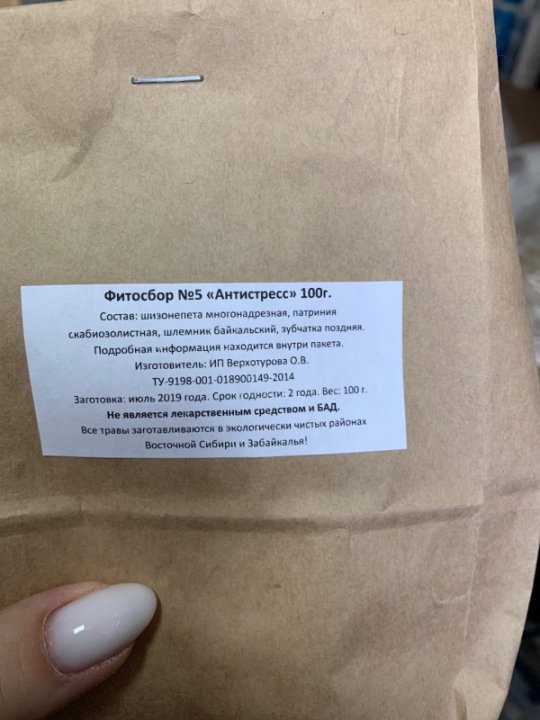 Фитосбор №5 «Антистресс» 100г.
Состав: шизонепета многонадрезная, патриния
скабиозолистная, шлемник байкальский, зубчатка поздняя.
Подробная информация находится внутри пакета.
Изготовитель: ИП Верхотурова О.В.
ТУ-9198-001-018900149-2014
Заготовка: июль 2019 года. Срок годности: 2 года. Вес: 100 г.
Не является лекарственным средством и БАД.
Все травы заготавливаются в экологически чистых районах
Восточной Сибири и Забайкалья!